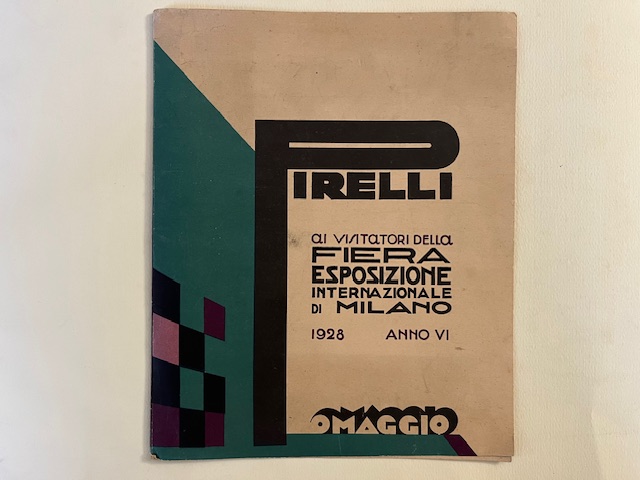 PIRELLI
ai VISITATORI DELLa
FIERA
ESPOSIZIONE
INTERNAZIONALE
DI MILANO
1928 ANNO VI
OMAGGIO